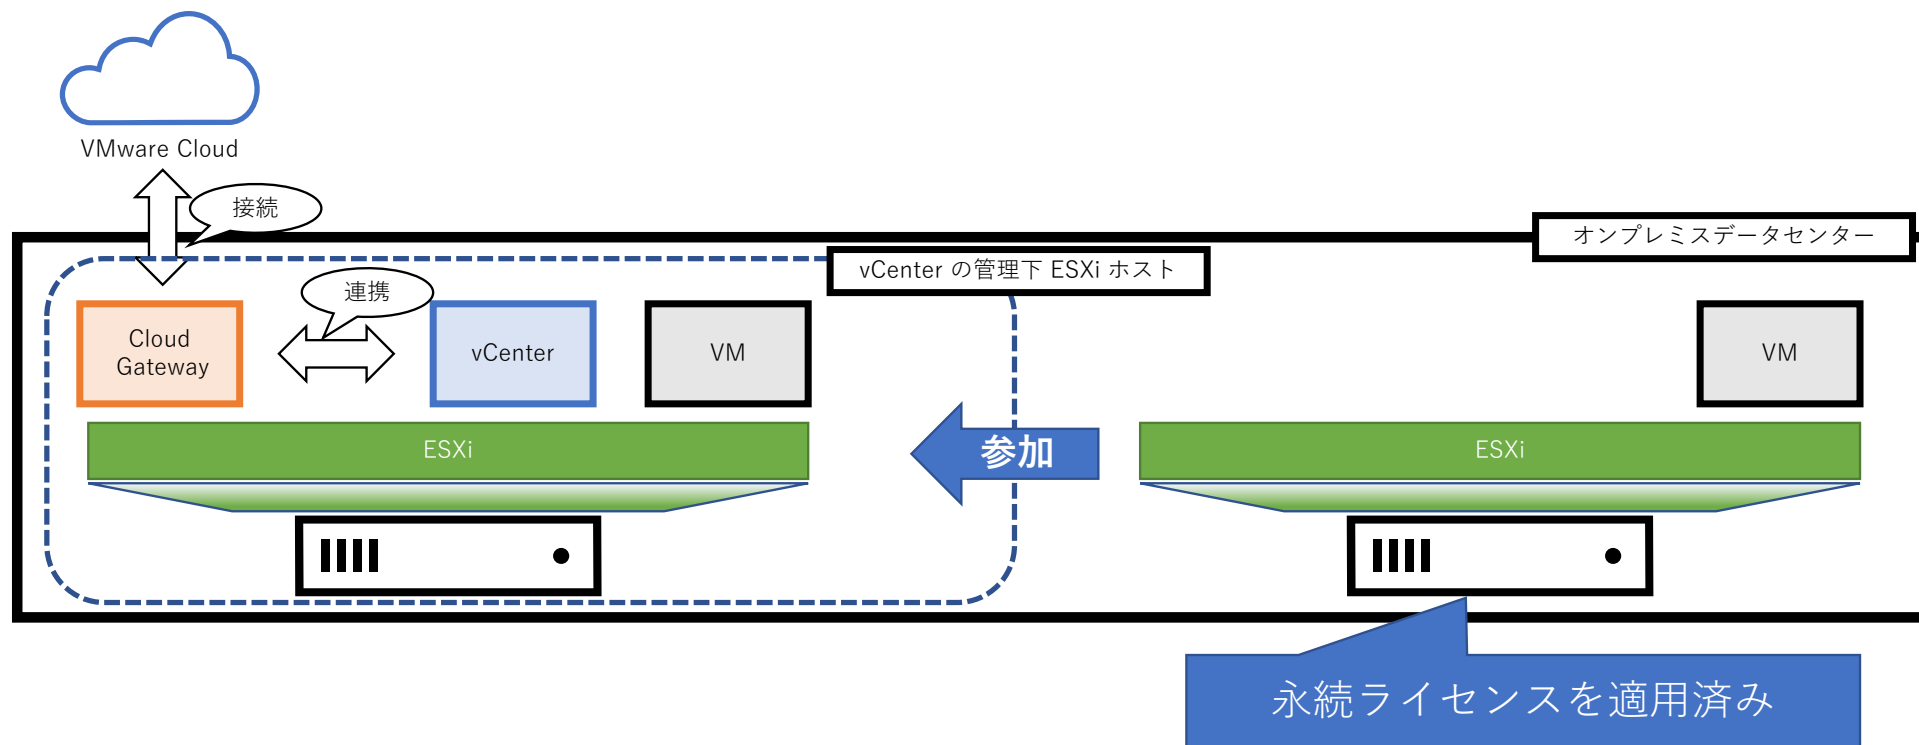 VMware Cloud
接続
オンプレミスデータセンター
vCenter の管理下 ESXi ホスト
連携
Cloud
Gateway
vCenter
VM
VM
参加
ESXi
ESXi
永続ライセンスを適用済み